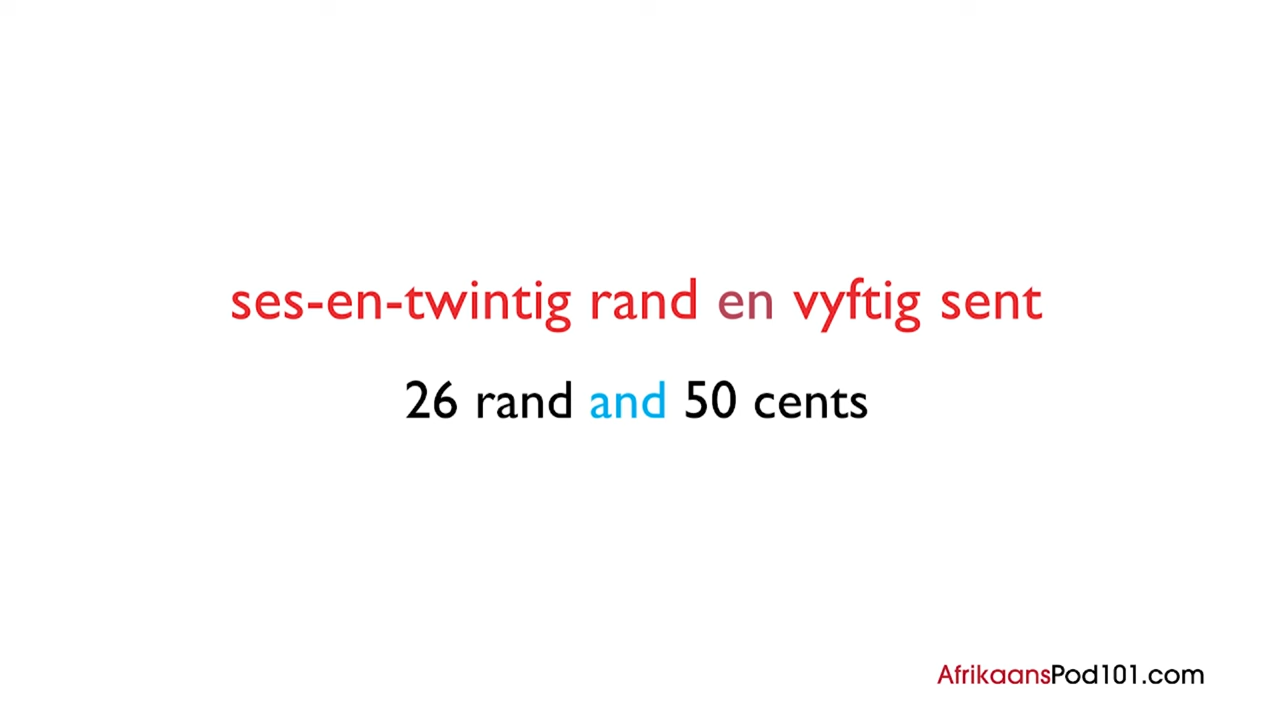 ses-en-twintig rand en vyftig sent
26 rand and 50 cents
AfrikaansPod101.com